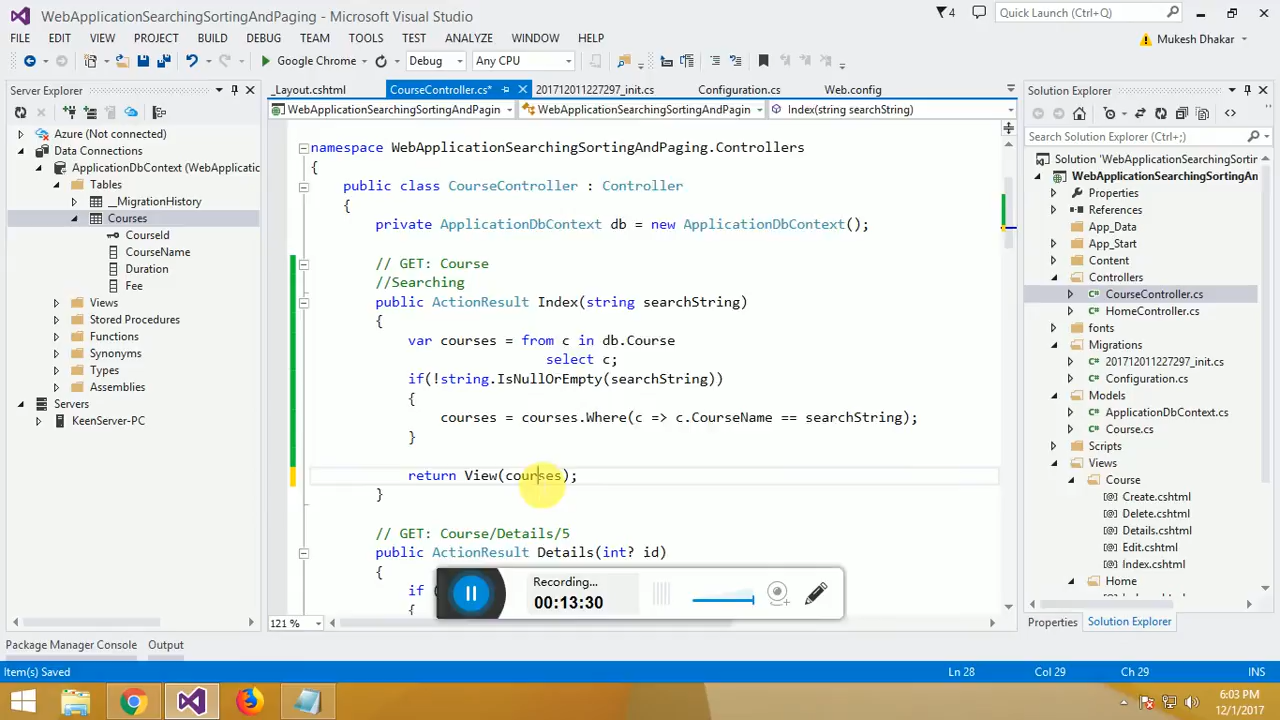 WebApplicationSearchingSortingAndPaging - Microsoft Visual Studio
4
Quick Launch (Ctrl+Q)
FILE EDIT VIEW PROJECT BUILD DEBUG TEAM TOOLS TEST ANALYZE WINDOW HELP
Mukesh Dhakar
Google Chrome Debug Any CPU
Server Explorer
Azure (Not connected)
Data Connections
ApplicationDbContext (WebApplicatic
Tables
_MigrationHistory
Courses
CourseId
CourseName
Duration
Fee
Views
Stored Procedures
Functions
Synonyms
Types
Assemblies
Servers
KeenServer-PC
_Layout.cshtml CourseController.cs* 201712011227297_init.cs Configuration.cs Web.config
WebApplicationSearchingSortingAndPagin WebApplicationSearchingSortingAndPaging. Index(string searchString)
namespace WebApplicationSearchingSortingAndPaging.Controllers
{
public class CourseController : Controller
{
private ApplicationDbContext db = new ApplicationDbContext();
// GET: Course
//Searching
public ActionResult Index(string searchString)
{
var courses = from c in db.Course
select c;
if(!string.IsNullOrEmpty(searchString))
{
courses = courses.Where(c => c.CourseName == searchString);
}
return View(courses);
}
// GET: Course/Details/5
public ActionResult Details(int? id)
{
if (
{
121 %
Recording...
00:13:30
Solution Explorer
Search Solution Explorer (Ctrl+;)
Solution 'WebApplicationSearchingSortir
WebApplicationSearchingSortingAn
Properties
References
App_Data
App_Start
Content
Controllers
CourseController.cs
HomeController.cs
fonts
Migrations
201712011227297_init.cs
Configuration.cs
Models
ApplicationDbContext.cs
Course.cs
Scripts
Views
Course
Create.cshtml
Delete.cshtml
Details.cshtml
Edit.cshtml
Index.cshtml
Home
Properties Solution Explorer
Package Manager Console Output
Item(s) Saved Ln 28 Col 29 Ch 29 INS
6:03 PM
12/1/2017